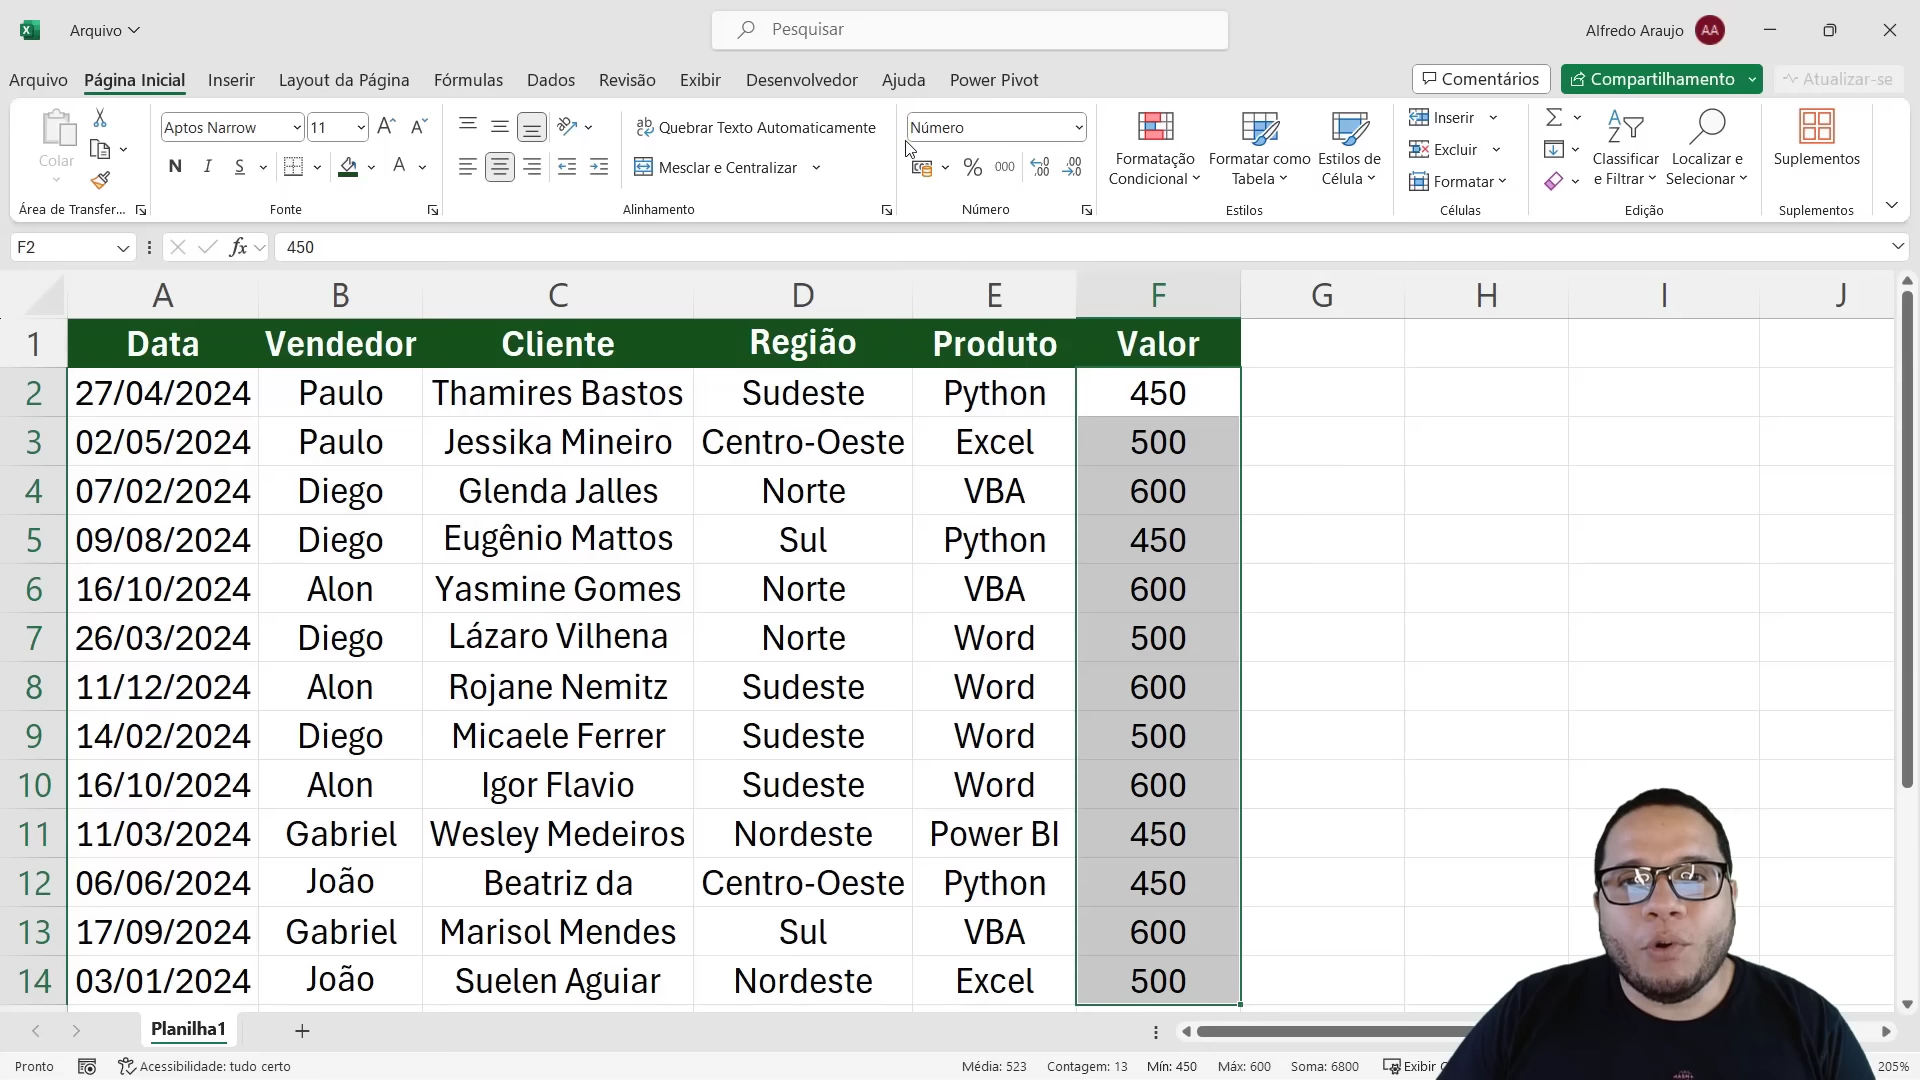 Arquivo
Pesquisar
Alfredo Araujo AA
Arquivo Página Inicial Inserir Layout da Página Fórmulas Dados Revisão Exibir Desenvolvedor Ajuda Power Pivot
Comentários Compartilhamento Atualizar-se
Colar
Área de Transfer...
Aptos Narrow 11
N I S
Fonte
Quebrar Texto Automaticamente
Mesclar e Centralizar
Alinhamento
Número
% 000
Número
Formatação Condicional
Formatar como Tabela
Estilos de Célula
Estilos
Inserir
Excluir
Formatar
Células
Classificar e Filtrar
Localizar e Selecionar
Edição
Suplementos
Suplementos
F2 fx 450
A B C D E F G H I J
1 Data Vendedor Cliente Região Produto Valor
2 27/04/2024 Paulo Thamires Bastos Sudeste Python 450
3 02/05/2024 Paulo Jessika Mineiro Centro-Oeste Excel 500
4 07/02/2024 Diego Glenda Jalles Norte VBA 600
5 09/08/2024 Diego Eugênio Mattos Sul Python 450
6 16/10/2024 Alon Yasmine Gomes Norte VBA 600
7 26/03/2024 Diego Lázaro Vilhena Norte Word 500
8 11/12/2024 Alon Rojane Nemitz Sudeste Word 600
9 14/02/2024 Diego Micaele Ferrer Sudeste Word 500
10 16/10/2024 Alon Igor Flavio Sudeste Word 600
11 11/03/2024 Gabriel Wesley Medeiros Nordeste Power BI 450
12 06/06/2024 João Beatriz da Centro-Oeste Python 450
13 17/09/2024 Gabriel Marisol Mendes Sul VBA 600
14 03/01/2024 João Suelen Aguiar Nordeste Excel 500
Planilha1
Pronto Acessibilidade: tudo certo Média: 523 Contagem: 13 Mín: 450 Máx: 600 Soma: 6800 Exibir 205%